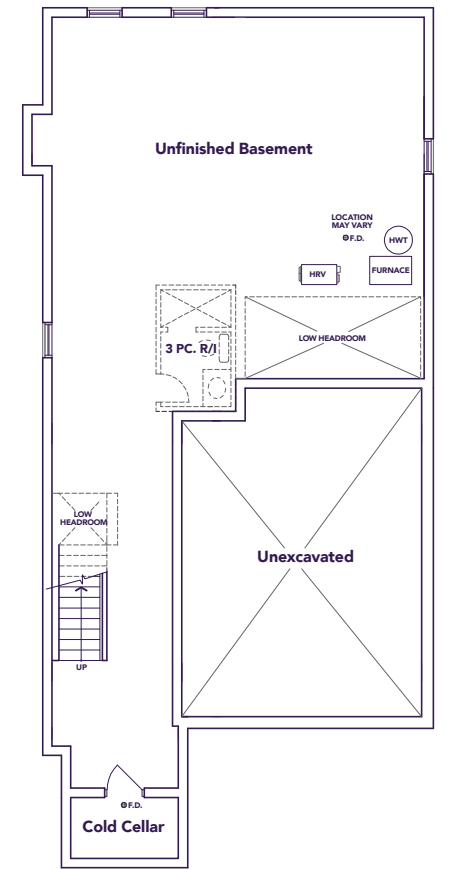 Unfinished Basement
LOCATION
MAY VARY
F.D.
HWT
HRV
FURNACE
LOW HEADROOM
3 PC. R/I
LOW
HEADROOM
Unexcavated
UP
F.D.
Cold Cellar